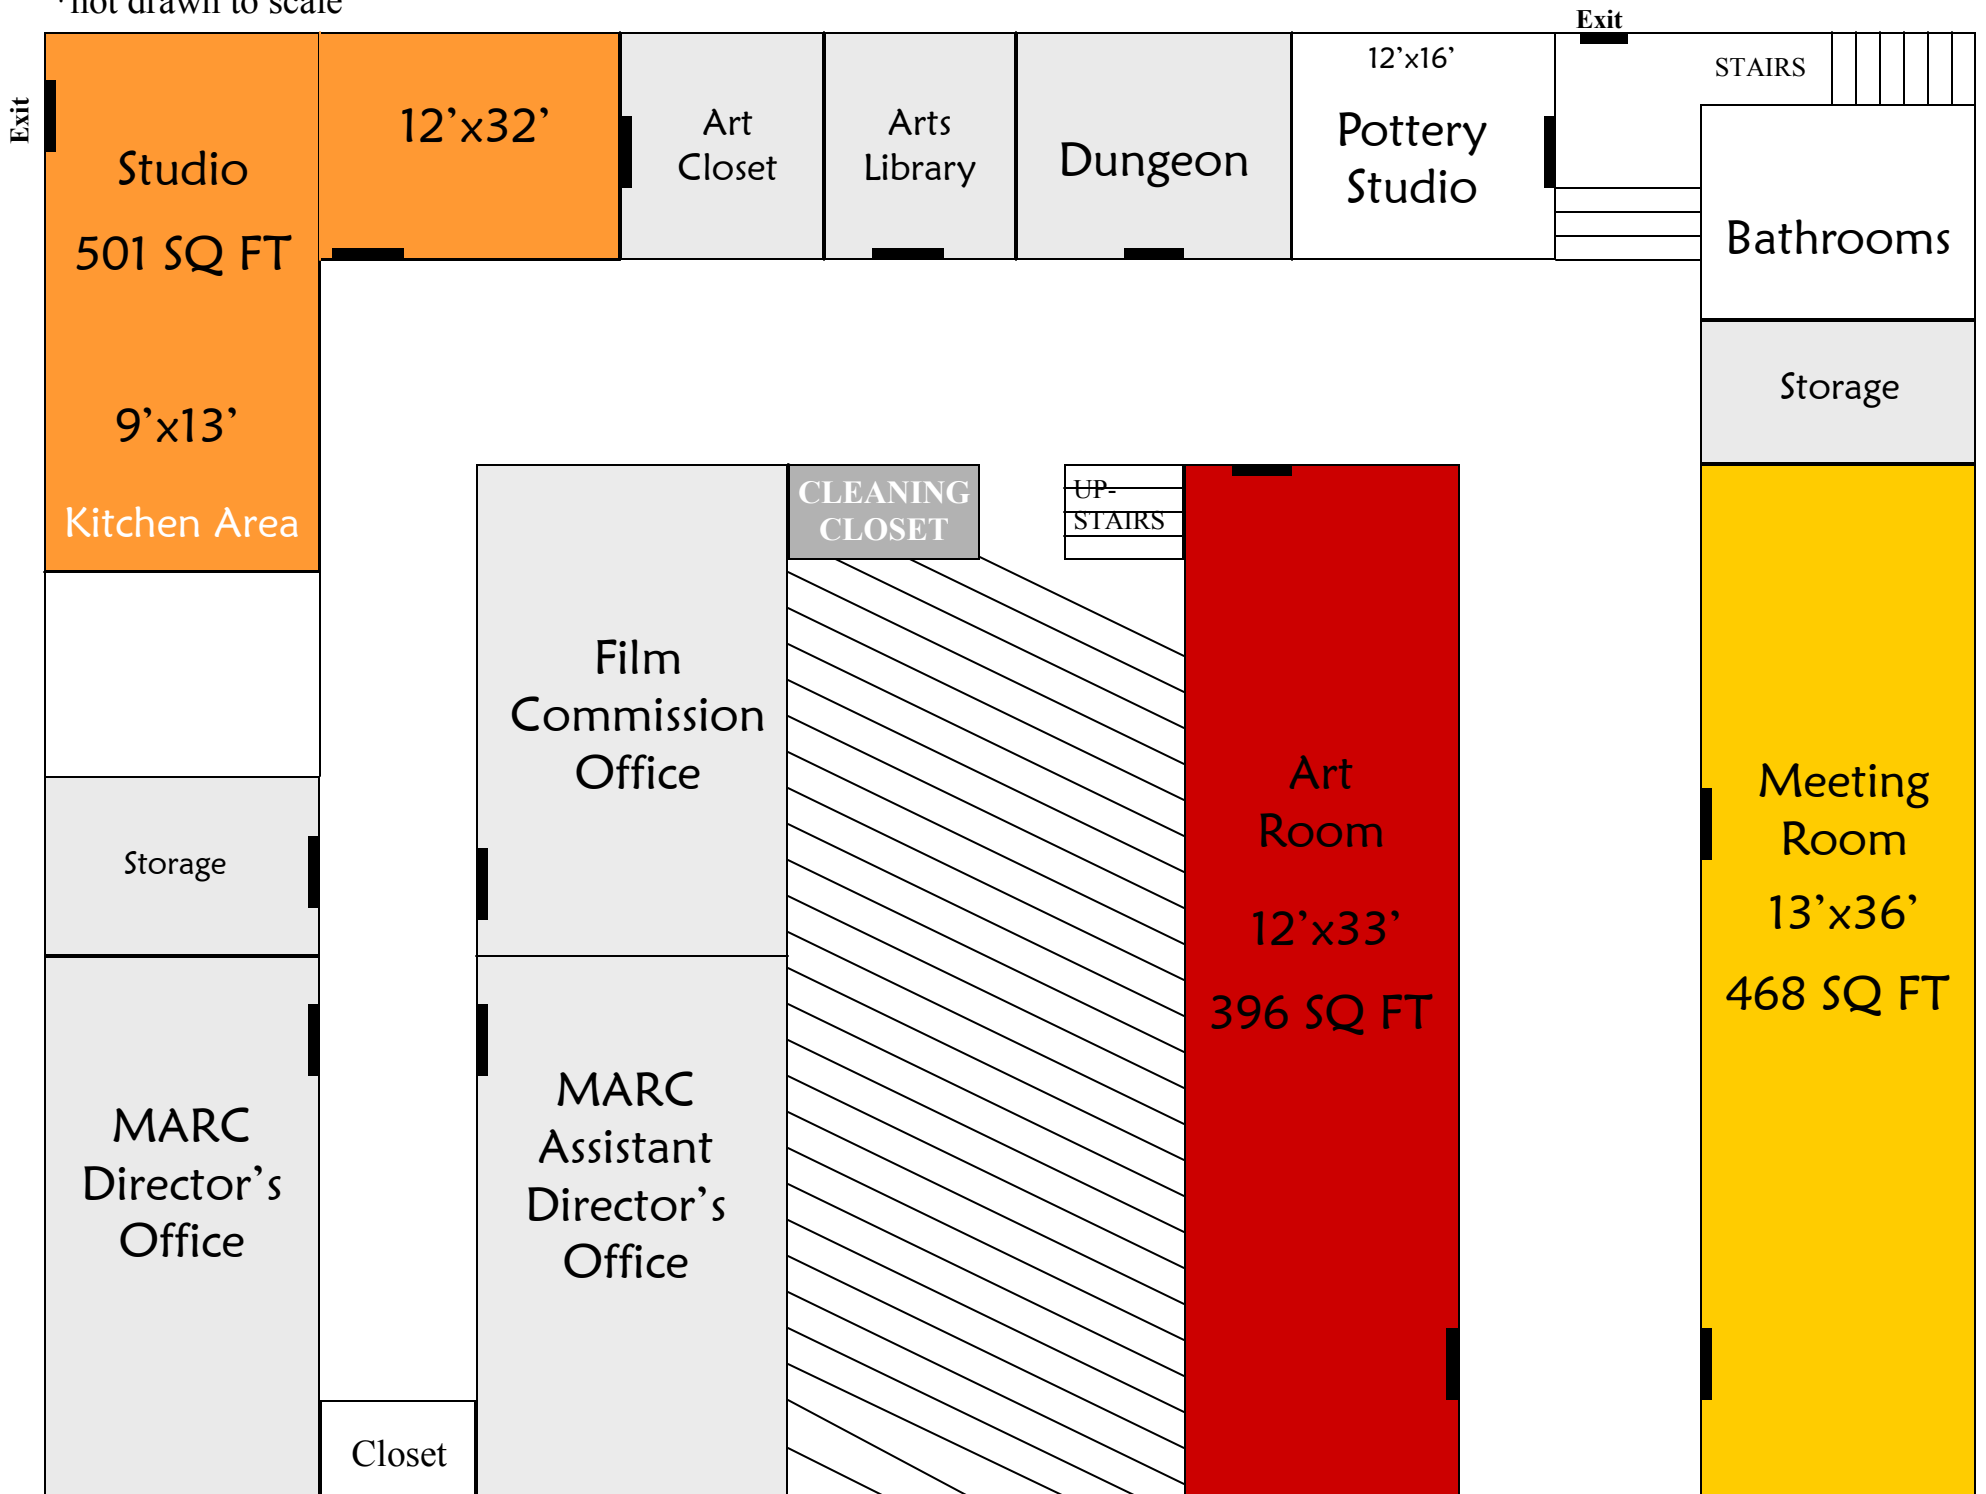 *not drawn to scale
Exit
Exit
Studio
501 SQ FT
12’x32’
9’x13’
Kitchen Area
Art
Closet
Arts
Library
Dungeon
12’x16’
Pottery
Studio
STAIRS
Bathrooms
Storage
CLEANING
CLOSET
UP-
STAIRS
Film
Commission
Office
Art
Room
12’x33’
396 SQ FT
Meeting
Room
13’x36’
468 SQ FT
Storage
MARC
Director’s
Office
MARC
Assistant
Director’s
Office
Closet